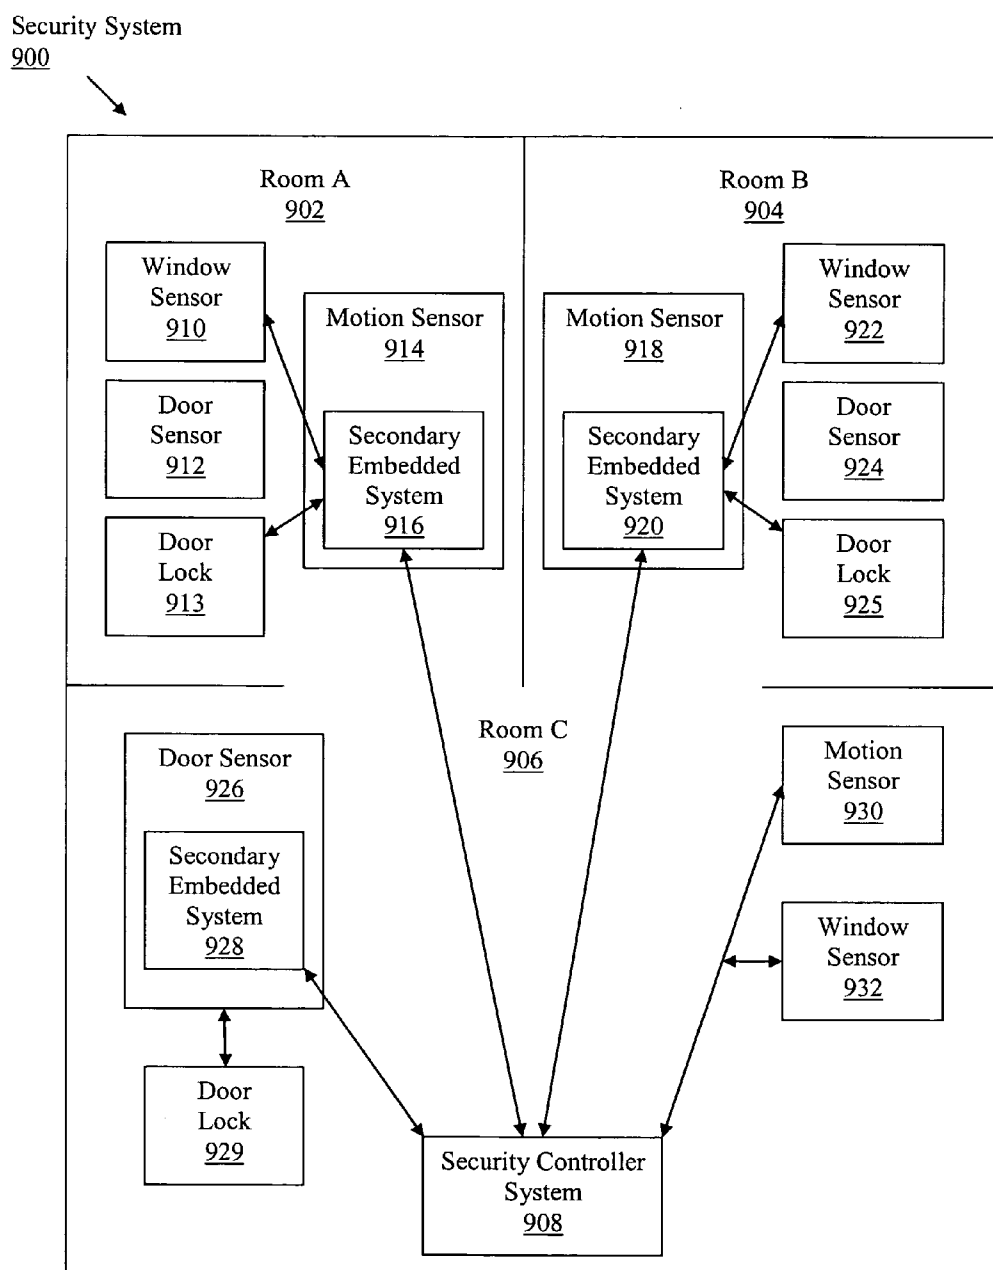 Security System
900
Room A
902
Room B
904
Window
Sensor
910
Motion Sensor
914
Motion Sensor
918
Window
Sensor
922
Door
Sensor
912
Secondary
Embedded
System
916
Secondary
Embedded
System
920
Door
Sensor
924
Door
Lock
913
Door
Lock
925
Room C
906
Door Sensor
926
Motion
Sensor
930
Secondary
Embedded
System
928
Window
Sensor
932
Door
Lock
929
Security Controller
System
908